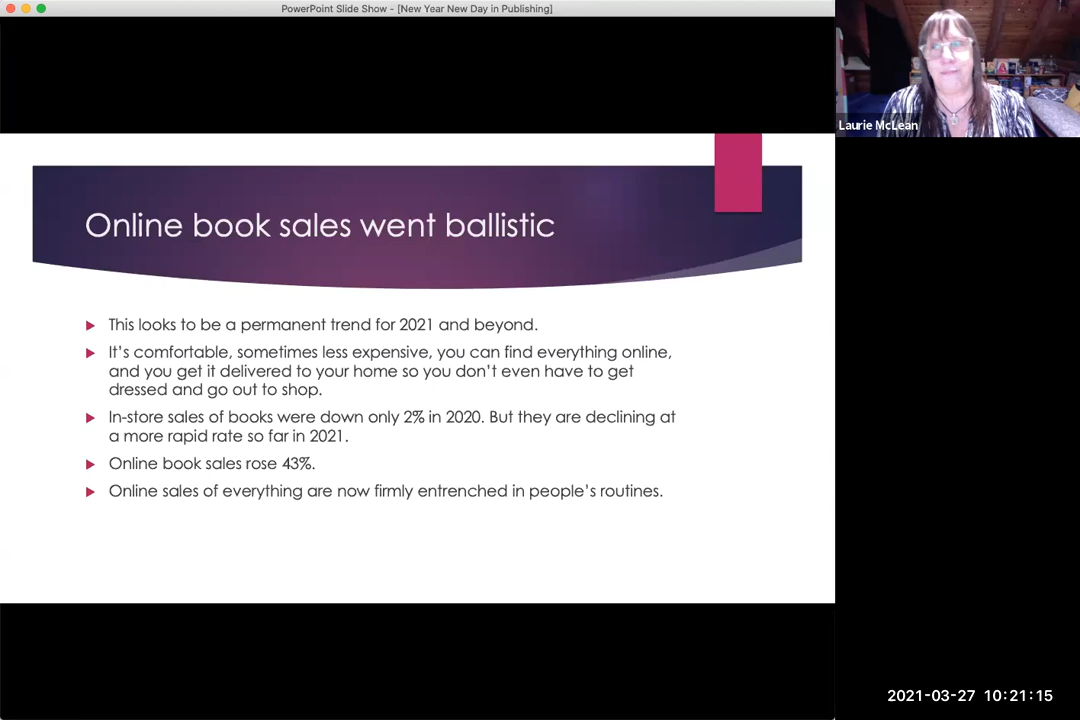 PowerPoint Slide Show - [New Year New Day in Publishing]
Laurie McLean
Online book sales went ballistic
This looks to be a permanent trend for 2021 and beyond.
It's comfortable, sometimes less expensive, you can find everything online,
and you get it delivered to your home so you don't even have to get
dressed and go out to shop.
In-store sales of books were down only 2% in 2020. But they are declining at
a more rapid rate so far in 2021.
Online book sales rose 43%.
Online sales of everything are now firmly entrenched in people's routines.
2021-03-27 10:21:15